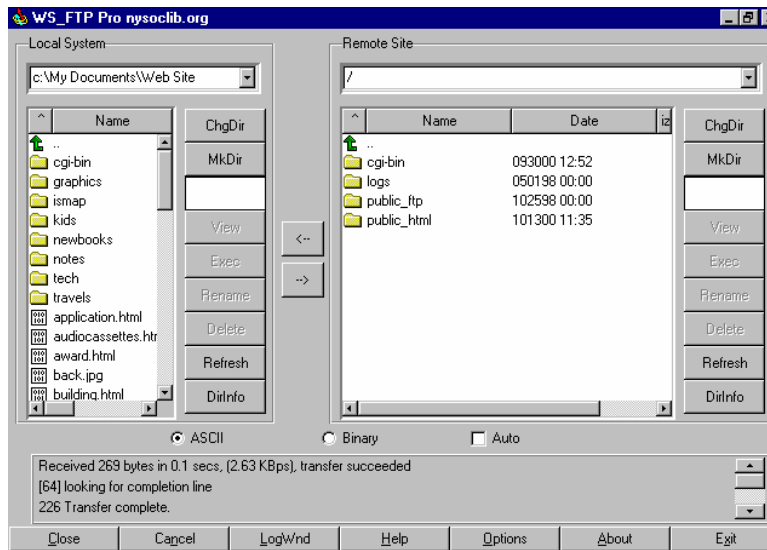 WS_FTP Pro nysoclib.org
Local System
c:\My Documents\Web Site
^ Name
..
cgi-bin
graphics
ismap
kids
newbooks
notes
tech
travels
application.html
audiocassettes.htr
award.html
back.jpg
building.html
ChgDir
MkDir
View
Exec
Rename
Delete
Refresh
DirInfo
<--
-->
Remote Site
/
^ Name Date iz
..
cgi-bin 093000 12:52
logs 050198 00:00
public_ftp 102598 00:00
public_html 101300 11:35
ChgDir
MkDir
View
Exec
Rename
Delete
Refresh
DirInfo
ASCII Binary Auto
Received 269 bytes in 0.1 secs, (2.63 KBps), transfer succeeded
[64] looking for completion line
226 Transfer complete.
Close Cancel LogWnd Help Options About Exit